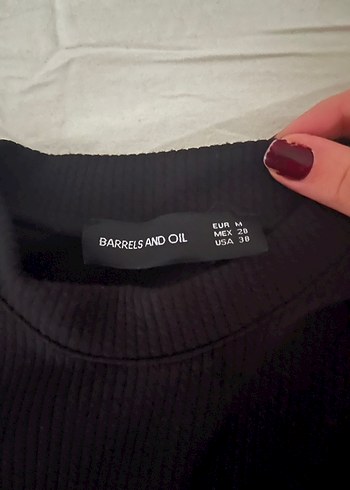 BARRELS AND OIL
EUR M
MEX 28
USA 38